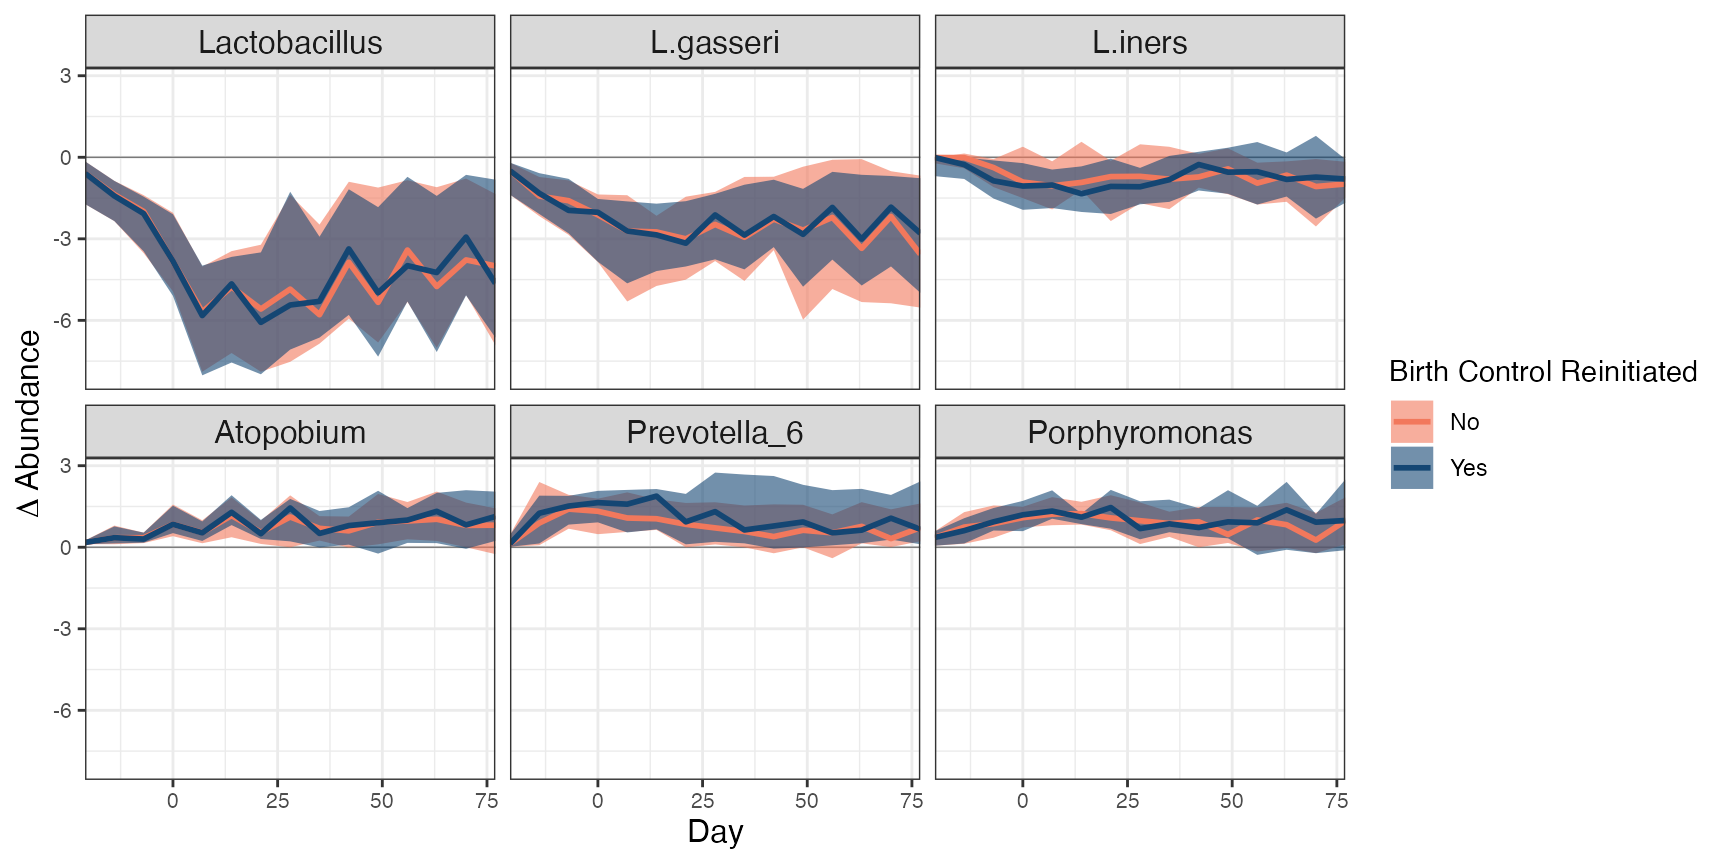 Lactobacillus L.gasseri L.iners
3
0
-3
-6
Δ Abundance
Atopobium Prevotella_6 Porphyromonas
3
0
-3
-6
0 25 50 75 0 25 50 75 0 25 50 75
Day
Birth Control Reinitiated
No
Yes